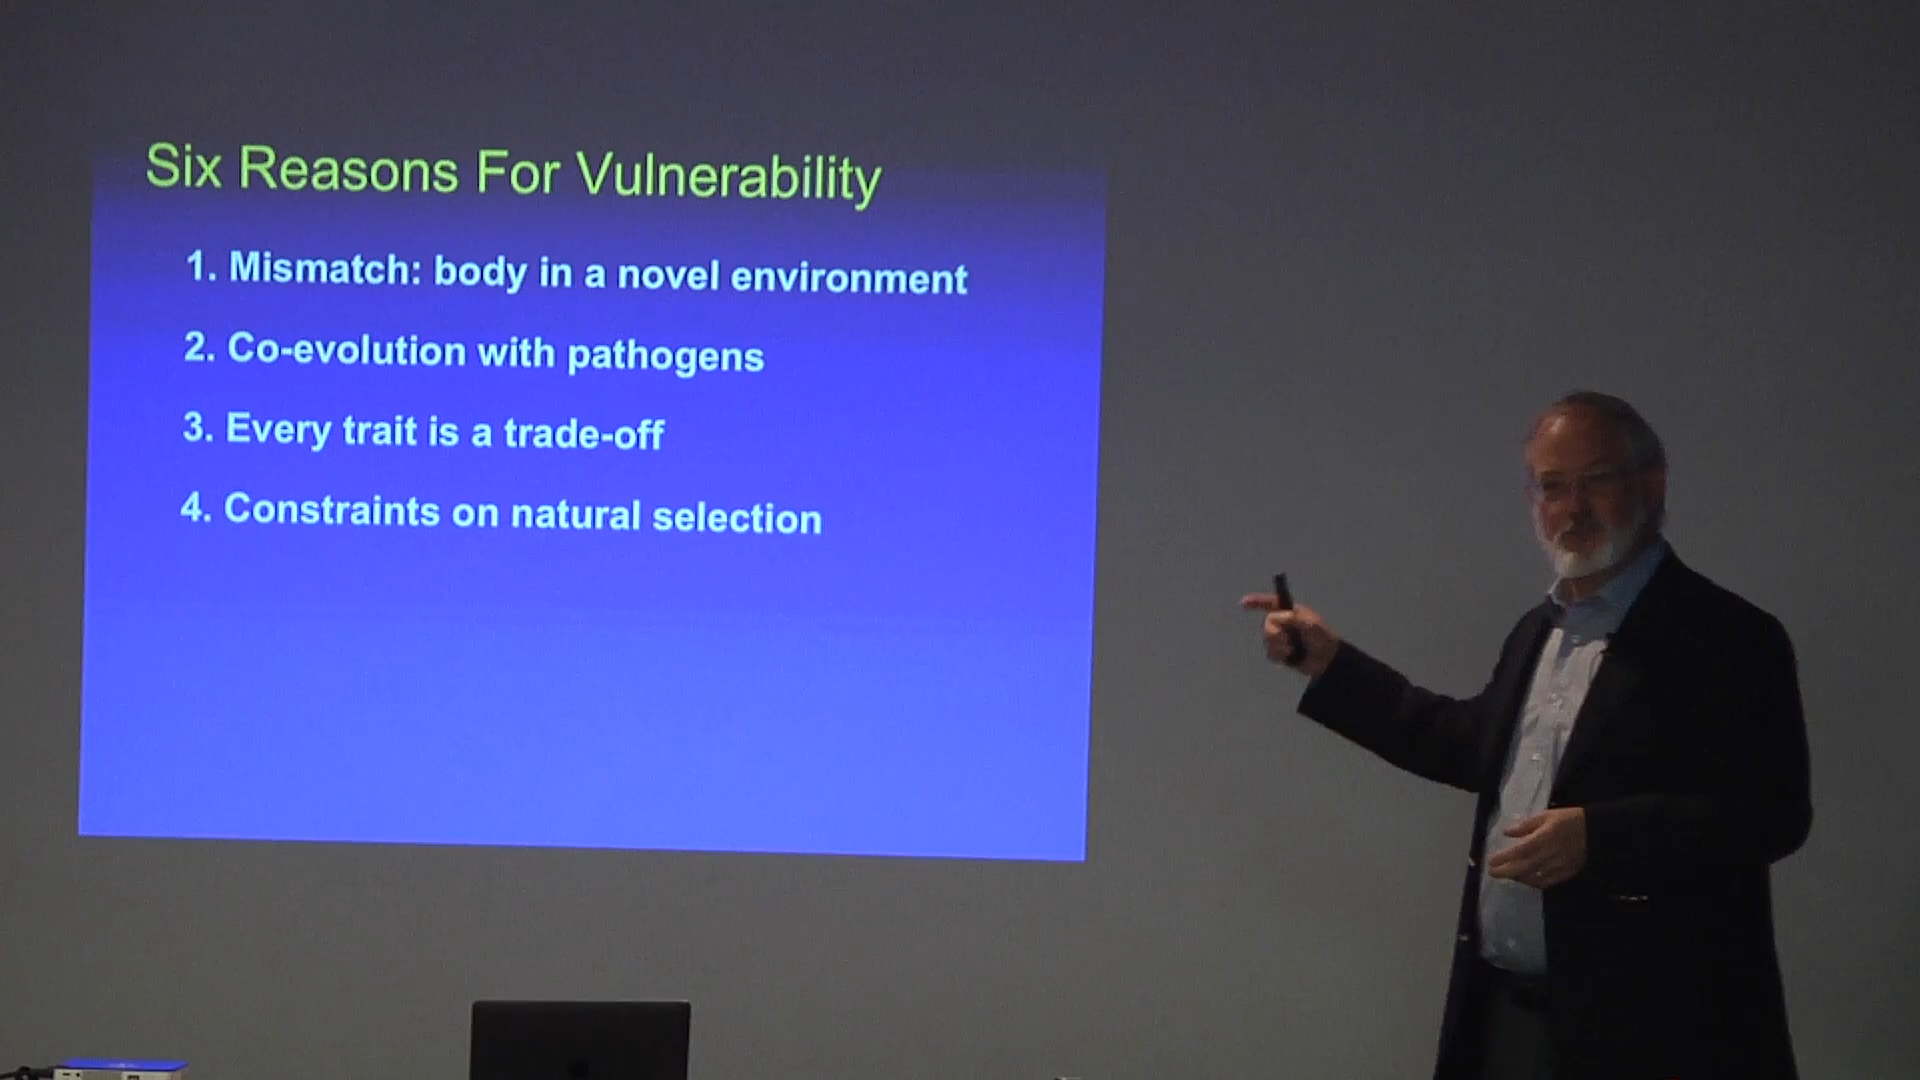 Six Reasons For Vulnerability
1. Mismatch: body in a novel environment
2. Co-evolution with pathogens
3. Every trait is a trade-off
4. Constraints on natural selection